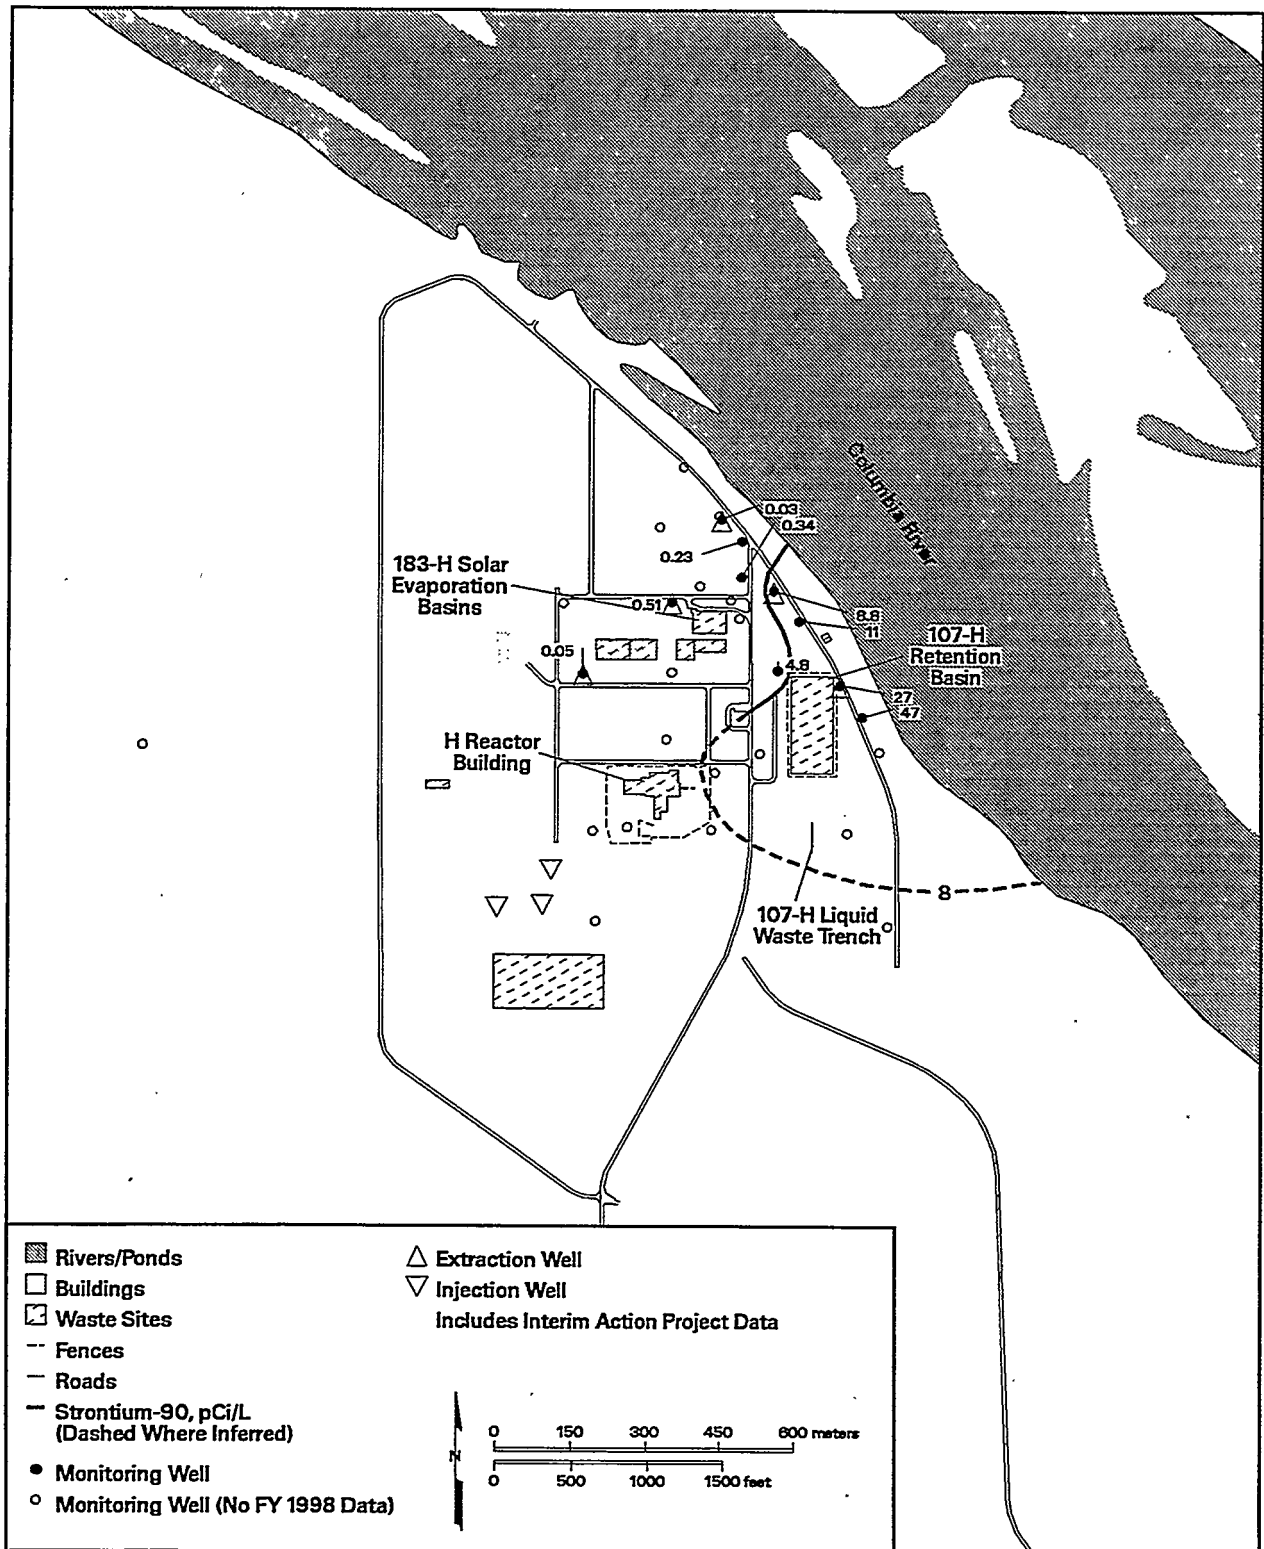 Columbia River
0.03
0.34
0.23
183-H Solar
Evaporation
Basins
0.51
8.8
11
107-H
Retention
Basin
0.05
4.8
27
47
H Reactor
Building
8
107-H Liquid
Waste Trench
Rivers/Ponds
Buildings
Waste Sites
Fences
Roads
Strontium-90, pCi/L
(Dashed Where Inferred)
Monitoring Well
Monitoring Well (No FY 1998 Data)
Extraction Well
Injection Well
Includes Interim Action Project Data
N
0 150 300 450 600 meters
0 500 1000 1500 feet